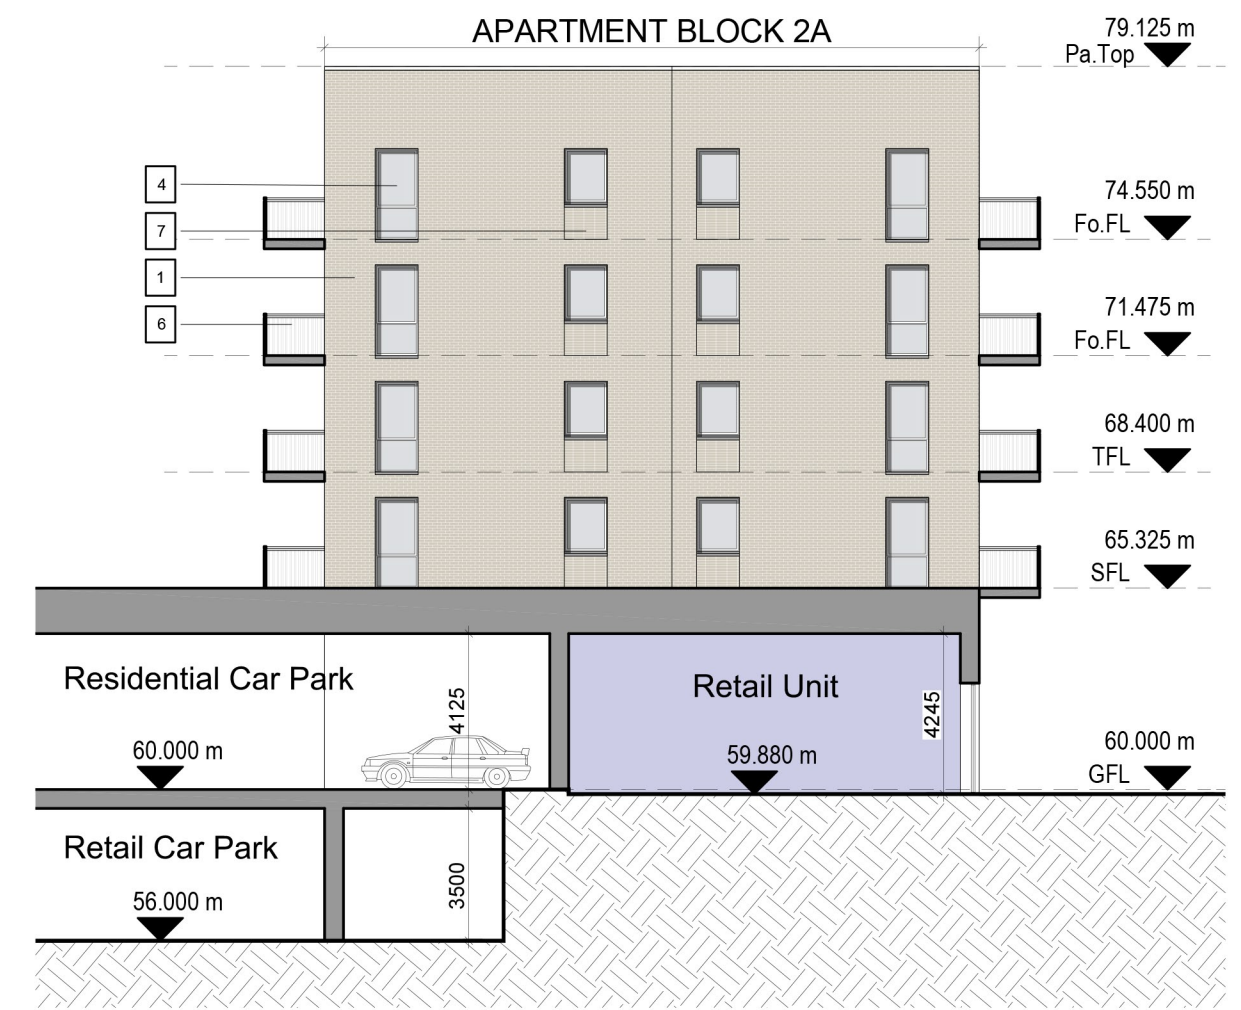 APARTMENT BLOCK 2A
79.125 m
Pa.Top
4
74.550 m
7
Fo.FL
1
71.475 m
6
Fo.FL
68.400 m
TFL
65.325 m
SFL
Residential Car Park
Retail Unit
4125
4245
60.000 m
59.880 m
60.000 m
GFL
Retail Car Park
3500
56.000 m